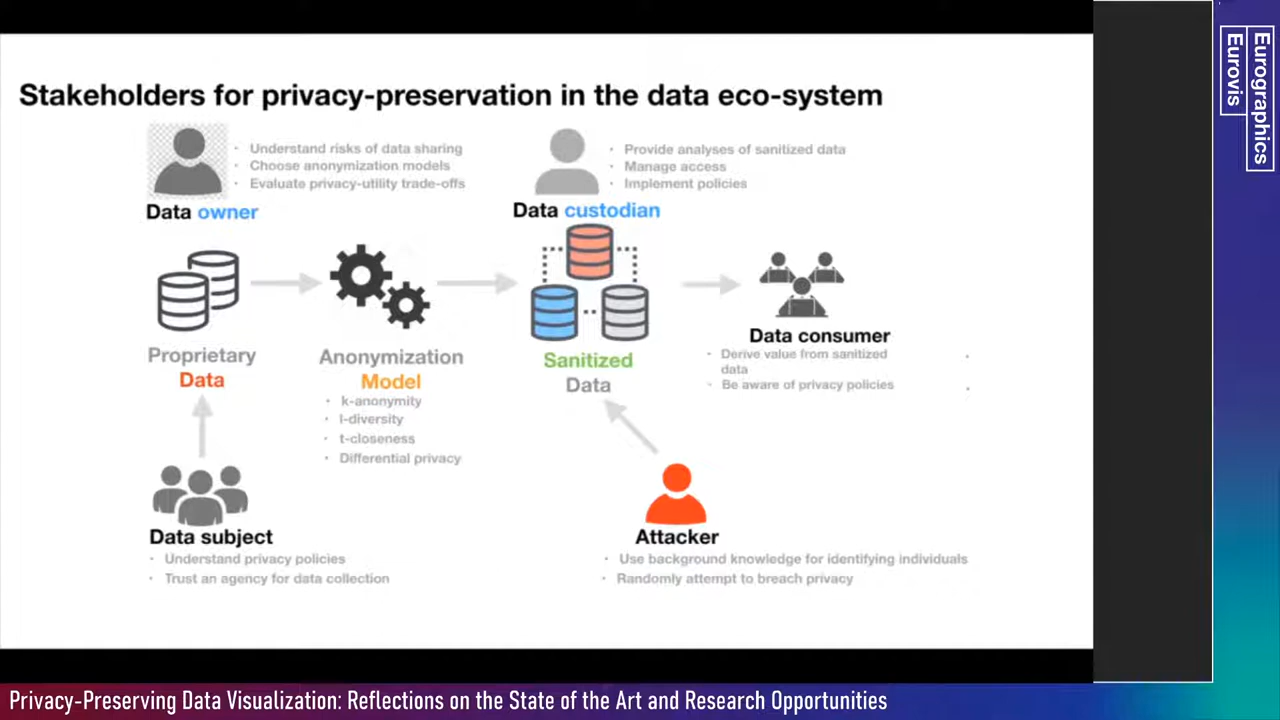 Stakeholders for privacy-preservation in the data eco-system
• Understand risks of data sharing
• Choose anonymization models
• Evaluate privacy-utility trade-offs
Data owner
• Provide analyses of sanitized data
• Manage access
• Implement policies
Data custodian
Proprietary
Data
Anonymization
Model
• k-anonymity
• l-diversity
• t-closeness
• Differential privacy
Sanitized
Data
Data consumer
• Derive value from sanitized
data
• Be aware of privacy policies
Data subject
• Understand privacy policies
• Trust an agency for data collection
Attacker
• Use background knowledge for identifying individuals
• Randomly attempt to breach privacy
Eurovis
Eurographics
Privacy-Preserving Data Visualization: Reflections on the State of the Art and Research Opportunities